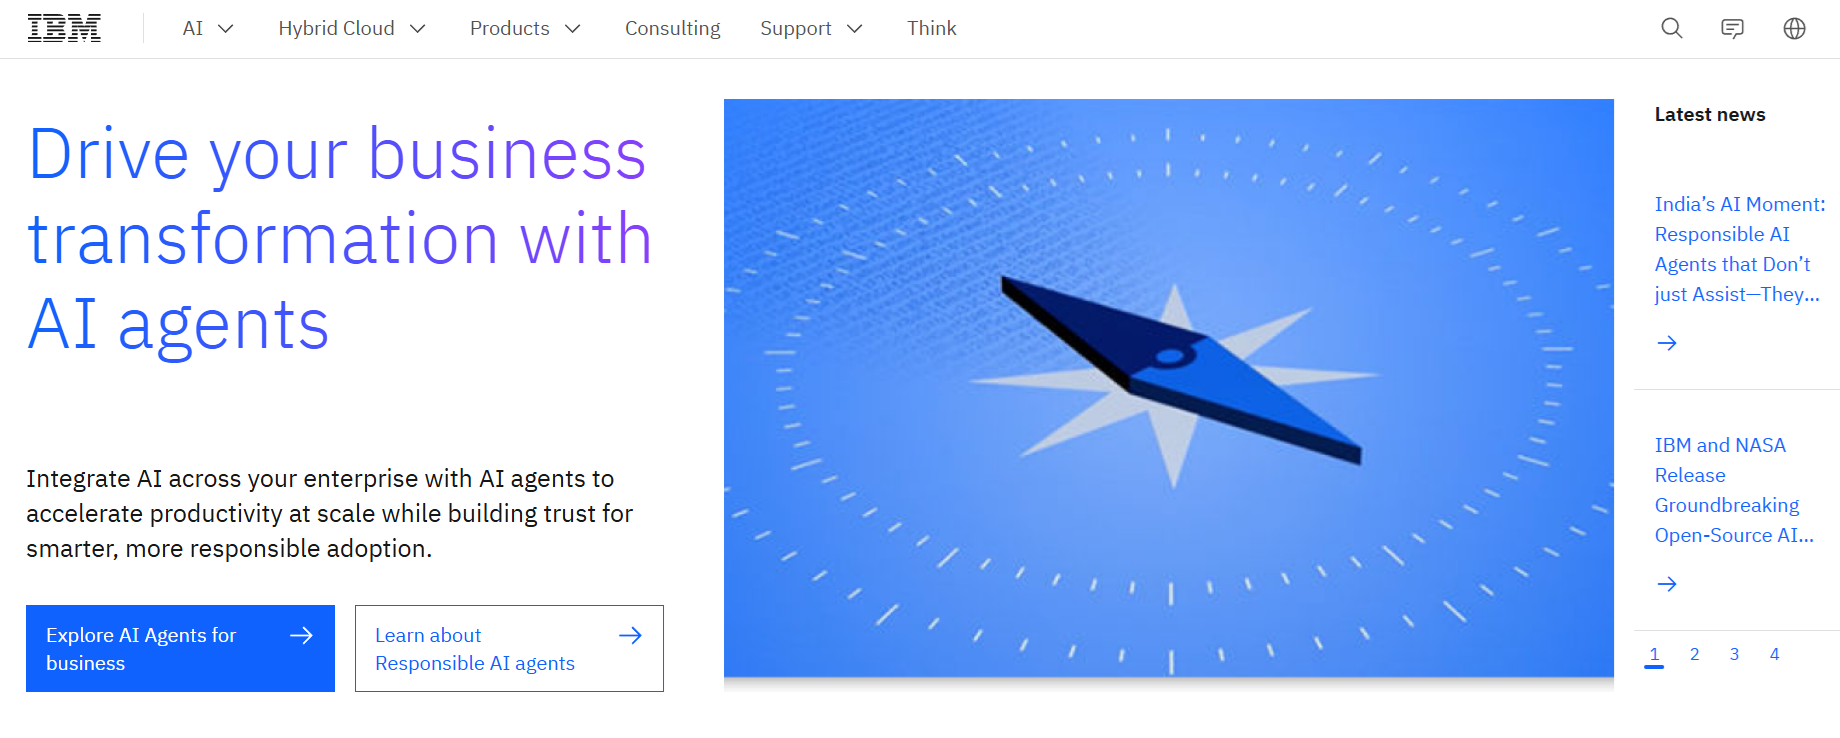 IBM
AI
Hybrid Cloud
Products
Consulting
Support
Think
Drive your business
transformation with
AI agents
Integrate AI across your enterprise with AI agents to
accelerate productivity at scale while building trust for
smarter, more responsible adoption.
Explore AI Agents for
business
Learn about
Responsible AI agents
Latest news
India’s AI Moment:
Responsible AI
Agents that Don’t
just Assist—They...
IBM and NASA
Release
Groundbreaking
Open-Source AI...
1 2 3 4